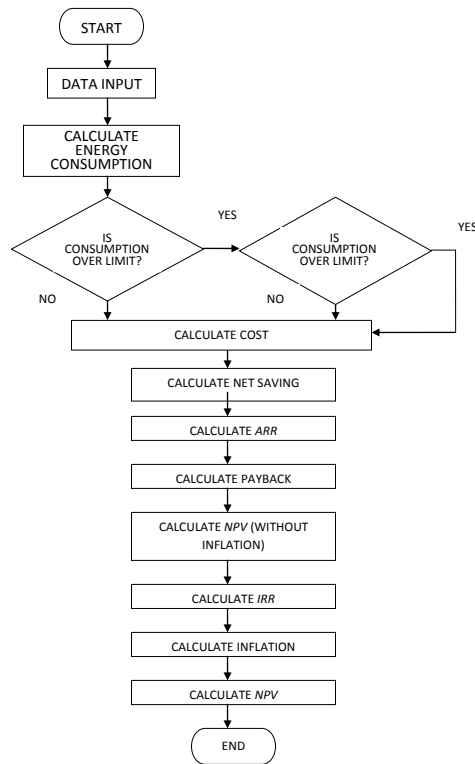 START
DATA INPUT
CALCULATE
ENERGY
CONSUMPTION
YES
YES
IS
CONSUMPTION
OVER LIMIT?
IS
CONSUMPTION
OVER LIMIT?
NO
NO
CALCULATE COST
CALCULATE NET SAVING
CALCULATE ARR
CALCULATE PAYBACK
CALCULATE NPV (WITHOUT
INFLATION)
CALCULATE IRR
CALCULATE INFLATION
CALCULATE NPV
END